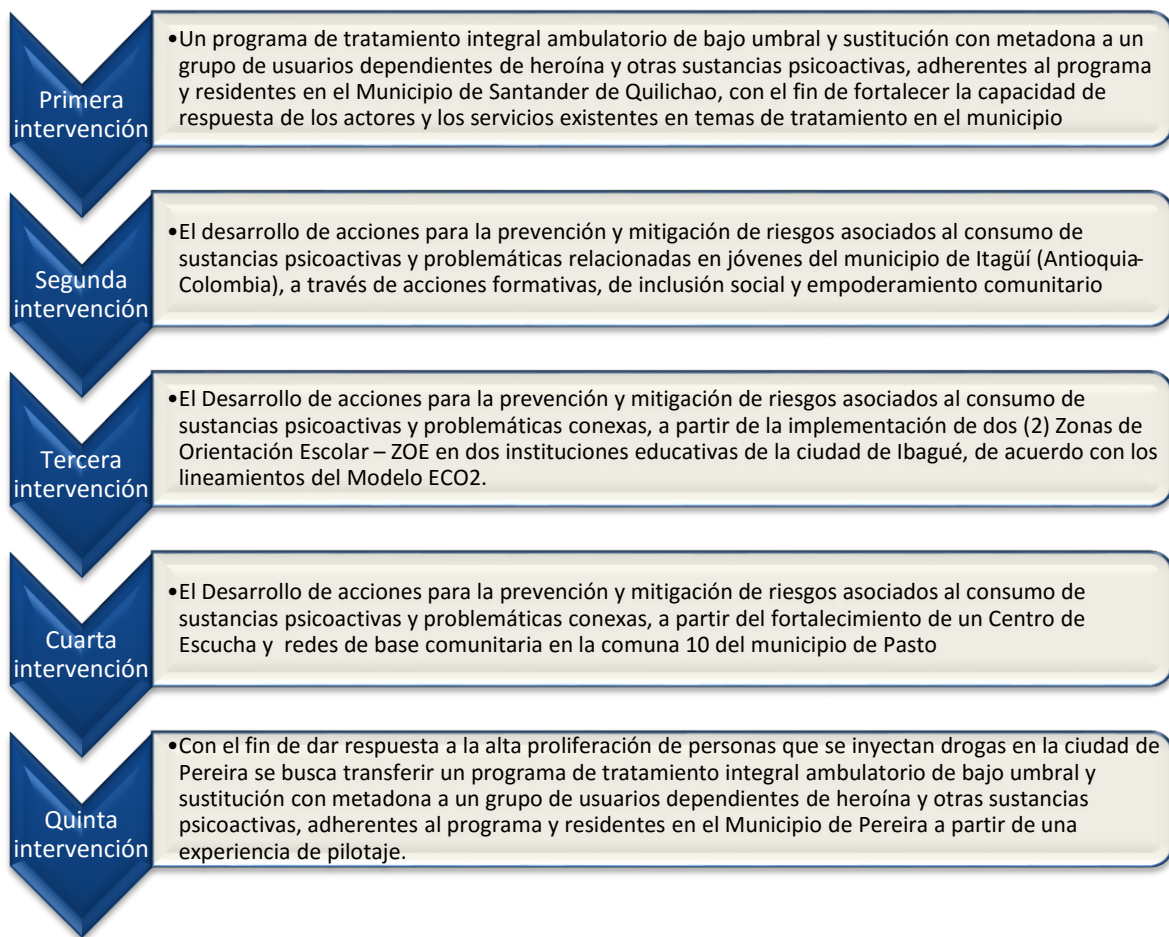 Primera
intervención
•Un programa de tratamiento integral ambulatorio de bajo umbral y sustitución con metadona a un
grupo de usuarios dependientes de heroína y otras sustancias psicoactivas, adherentes al programa
y residentes en el Municipio de Santander de Quilichao, con el fin de fortalecer la capacidad de
respuesta de los actores y los servicios existentes en temas de tratamiento en el municipio
Segunda
intervención
•El desarrollo de acciones para la prevención y mitigación de riesgos asociados al consumo de
sustancias psicoactivas y problemáticas relacionadas en jóvenes del municipio de Itagüí (Antioquia-
Colombia), a través de acciones formativas, de inclusión social y empoderamiento comunitario
Tercera
intervención
•El Desarrollo de acciones para la prevención y mitigación de riesgos asociados al consumo de
sustancias psicoactivas y problemáticas conexas, a partir de la implementación de dos (2) Zonas de
Orientación Escolar – ZOE en dos instituciones educativas de la ciudad de Ibagué, de acuerdo con los
lineamientos del Modelo ECO2.
Cuarta
intervención
•El Desarrollo de acciones para la prevención y mitigación de riesgos asociados al consumo de
sustancias psicoactivas y problemáticas conexas, a partir del fortalecimiento de un Centro de
Escucha y redes de base comunitaria en la comuna 10 del municipio de Pasto
Quinta
intervención
•Con el fin de dar respuesta a la alta proliferación de personas que se inyectan drogas en la ciudad de
Pereira se busca transferir un programa de tratamiento integral ambulatorio de bajo umbral y
sustitución con metadona a un grupo de usuarios dependientes de heroína y otras sustancias
psicoactivas, adherentes al programa y residentes en el Municipio de Pereira a partir de una
experiencia de pilotaje.